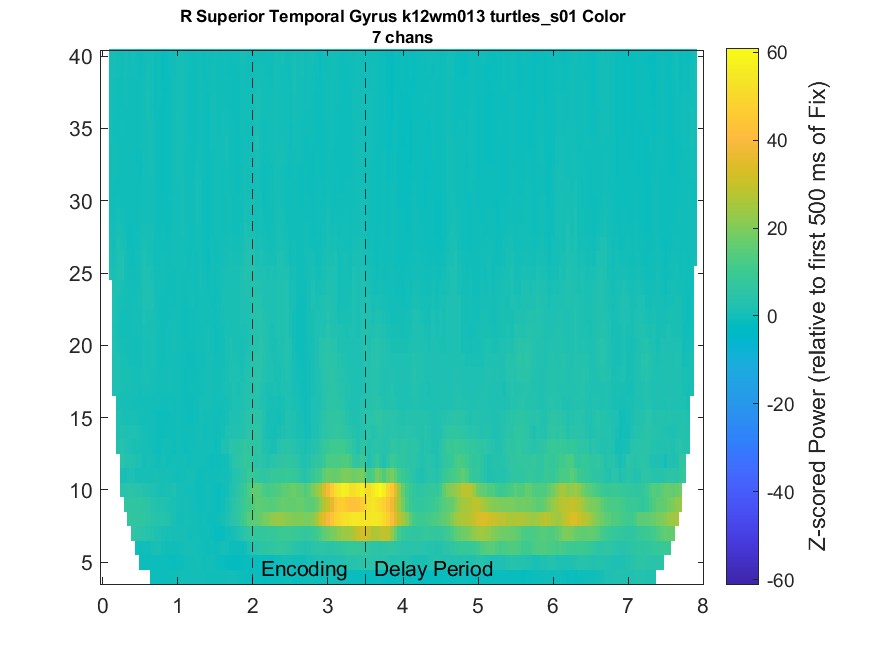 R Superior Temporal Gyrus k12wm013 turtles_s01 Color
7 chans
40
35
30
25
20
15
10
5
Encoding
Delay Period
0 1 2 3 4 5 6 7 8
60
40
20
0
-20
-40
-60
Z-scored Power (relative to first 500 ms of Fix)